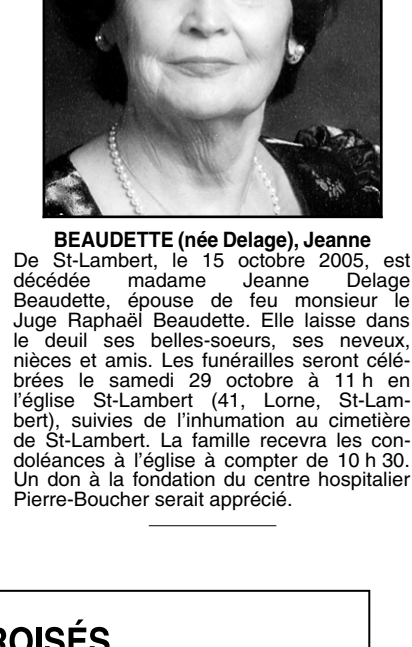 BEAUDETTE (née Delage), Jeanne
De St-Lambert, le 15 octobre 2005, est
décédée madame Jeanne Delage
Beaudette, épouse de feu monsieur le
Juge Raphaël Beaudette. Elle laisse dans
le deuil ses belles-soeurs, ses neveux,
nièces et amis. Les funérailles seront célé-
brées le samedi 29 octobre à 11 h en
l'église St-Lambert (41, Lorne, St-Lam-
bert), suivies de l'inhumation au cimetière
de St-Lambert. La famille recevra les con-
doléances à l'église à compter de 10 h 30.
Un don à la fondation du centre hospitalier
Pierre-Boucher serait apprécié.
ROISÉS